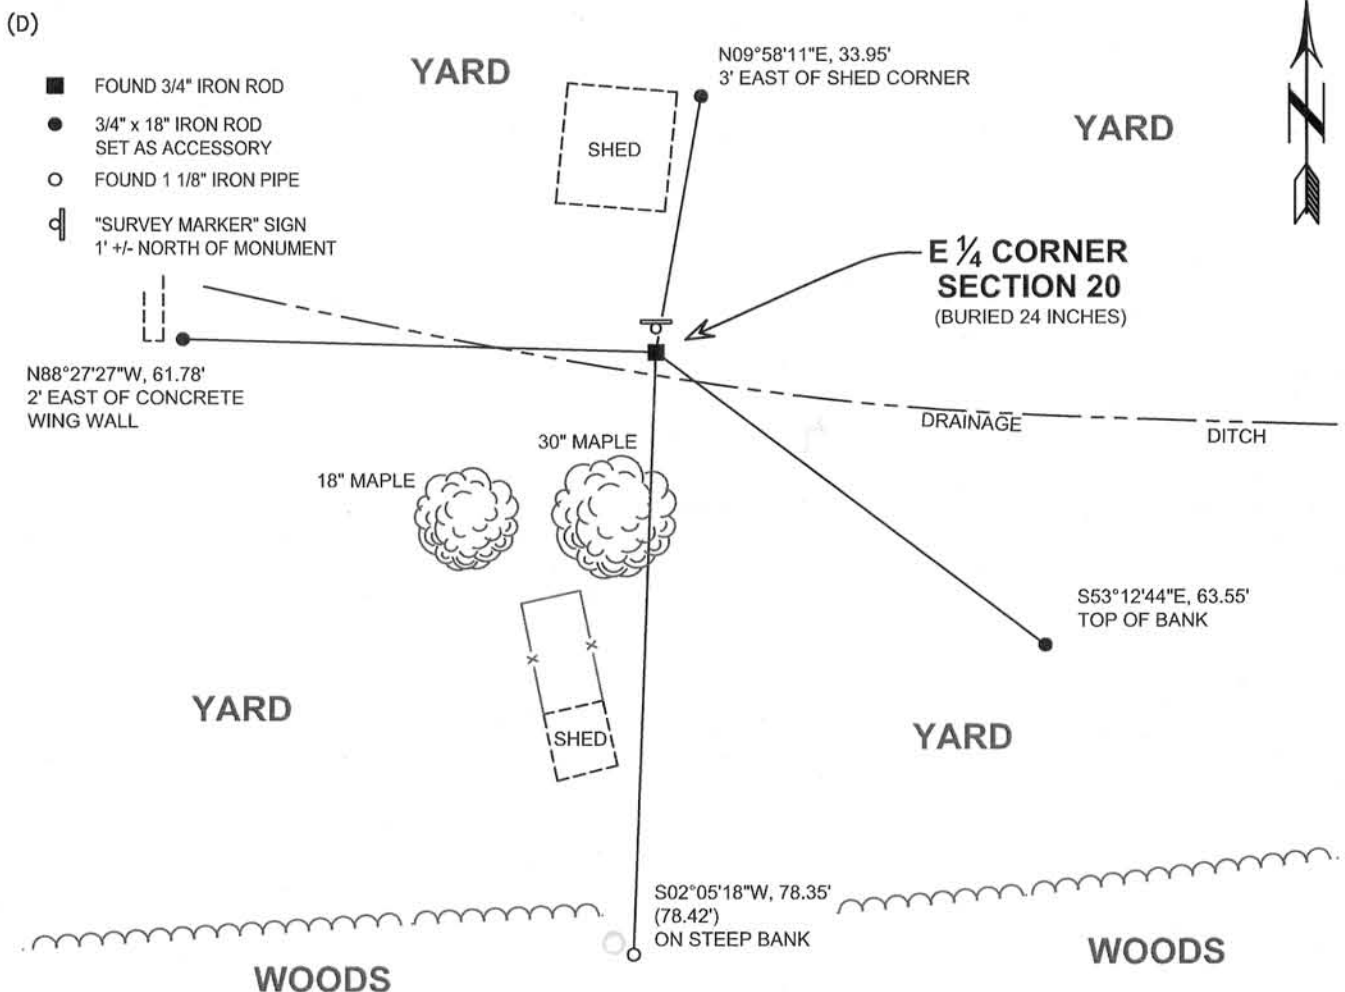 (D)
FOUND 3/4" IRON ROD
3/4" x 18" IRON ROD
SET AS ACCESSORY
FOUND 1 1/8" IRON PIPE
"SURVEY MARKER" SIGN
1' +/- NORTH OF MONUMENT
YARD
N09°58'11"E, 33.95'
3' EAST OF SHED CORNER
YARD
N
SHED
E ¼ CORNER
SECTION 20
(BURIED 24 INCHES)
N88°27'27"W, 61.78'
2' EAST OF CONCRETE
WING WALL
DRAINAGE
DITCH
30" MAPLE
18" MAPLE
S53°12'44"E, 63.55'
TOP OF BANK
YARD
SHED
YARD
S02°05'18"W, 78.35'
(78.42')
ON STEEP BANK
WOODS
WOODS